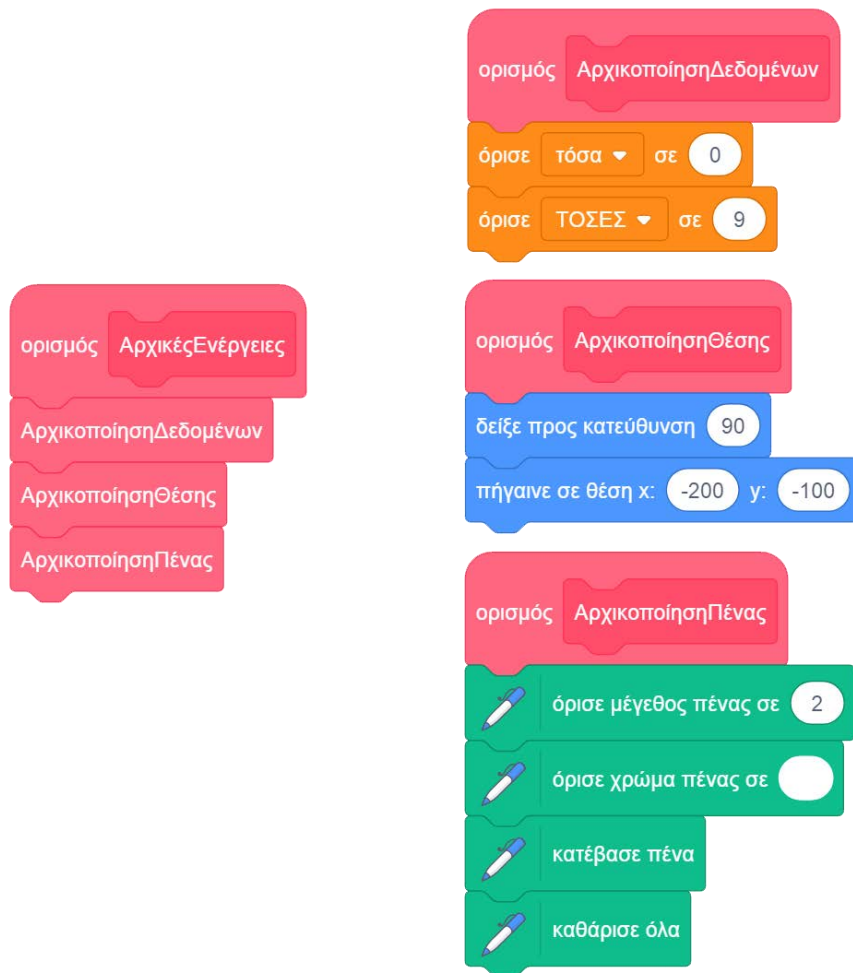 ορισμός ΑρχικέςΕνέργειες
ΑρχικοποίησηΔεδομένων
ΑρχικοποίησηΘέσης
ΑρχικοποίησηΠένας
ορισμός ΑρχικοποίησηΔεδομένων
όρισε τόσα σε 0
όρισε ΤΟΣΕΣ σε 9
ορισμός ΑρχικοποίησηΘέσης
δείξε προς κατεύθυνση 90
πήγαινε σε θέση x: -200 y: -100
ορισμός ΑρχικοποίησηΠένας
όρισε μέγεθος πένας σε 2
όρισε χρώμα πένας σε
κατέβασε πένα
καθάρισε όλα